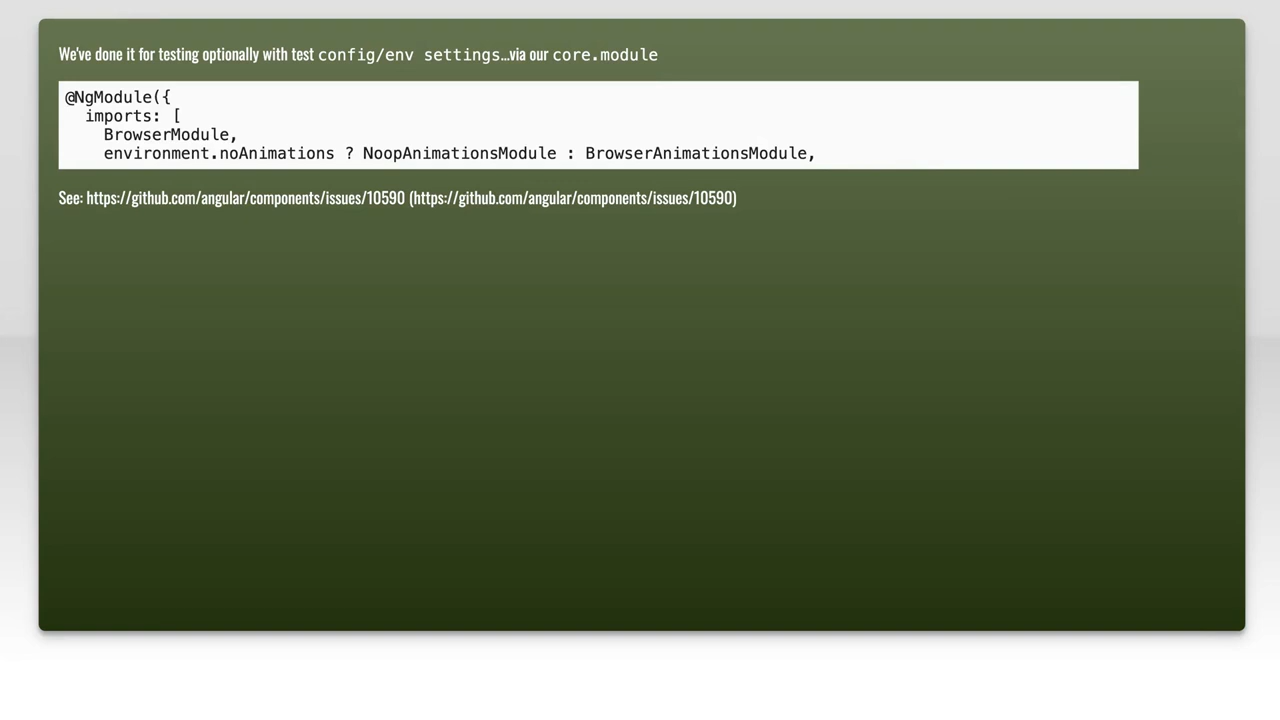 We've done it for testing optionally with test config/env settings…via our core.module
@NgModule({
  imports: [
    BrowserModule,
    environment.noAnimations ? NoopAnimationsModule : BrowserAnimationsModule,
See: https://github.com/angular/components/issues/10590 (https://github.com/angular/components/issues/10590)